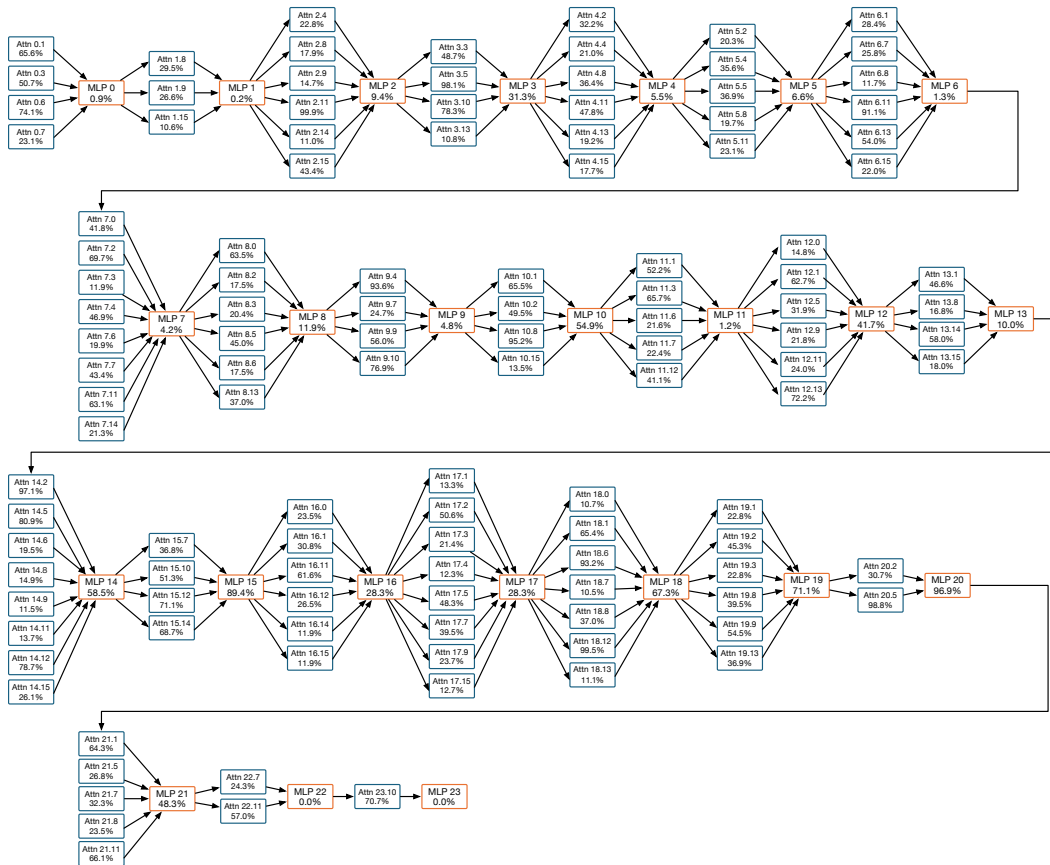 Attn 0.1
65.6%
Attn 0.3
50.7%
Attn 0.6
74.1%
Attn 0.7
23.1%
MLP 0
0.9%
Attn 1.8
29.5%
Attn 1.9
26.6%
Attn 1.15
10.6%
MLP 1
0.2%
Attn 2.4
22.8%
Attn 2.8
17.9%
Attn 2.9
14.7%
Attn 2.11
99.9%
Attn 2.14
11.0%
Attn 2.15
43.4%
MLP 2
9.4%
Attn 3.3
48.7%
Attn 3.5
98.1%
Attn 3.10
78.3%
Attn 3.13
10.8%
MLP 3
31.3%
Attn 4.2
32.2%
Attn 4.4
21.0%
Attn 4.8
36.4%
Attn 4.11
47.8%
Attn 4.13
19.2%
Attn 4.15
17.7%
MLP 4
5.5%
Attn 5.2
20.3%
Attn 5.4
35.6%
Attn 5.5
36.9%
Attn 5.8
19.7%
Attn 5.11
23.1%
MLP 5
6.6%
Attn 6.1
28.4%
Attn 6.7
25.8%
Attn 6.8
11.7%
Attn 6.11
91.1%
Attn 6.13
54.0%
Attn 6.15
22.0%
MLP 6
1.3%
Attn 7.0
41.8%
Attn 7.2
69.7%
Attn 7.3
11.9%
Attn 7.4
46.9%
Attn 7.6
19.9%
Attn 7.7
43.4%
Attn 7.11
63.1%
Attn 7.14
21.3%
MLP 7
4.2%
Attn 8.0
63.5%
Attn 8.2
17.5%
Attn 8.3
20.4%
Attn 8.5
45.0%
Attn 8.6
17.5%
Attn 8.13
37.0%
MLP 8
11.9%
Attn 9.4
93.6%
Attn 9.7
24.7%
Attn 9.9
56.0%
Attn 9.10
76.9%
MLP 9
4.8%
Attn 10.1
65.5%
Attn 10.2
49.5%
Attn 10.8
95.2%
Attn 10.15
13.5%
MLP 10
54.9%
Attn 11.1
52.2%
Attn 11.3
65.7%
Attn 11.6
21.6%
Attn 11.7
22.4%
Attn 11.12
41.1%
MLP 11
1.2%
Attn 12.0
14.8%
Attn 12.1
62.7%
Attn 12.5
31.9%
Attn 12.9
21.8%
Attn 12.11
24.0%
Attn 12.13
72.2%
MLP 12
41.7%
Attn 13.1
46.6%
Attn 13.8
16.8%
Attn 13.14
58.0%
Attn 13.15
18.0%
MLP 13
10.0%
Attn 14.2
97.1%
Attn 14.5
80.9%
Attn 14.6
19.5%
Attn 14.8
14.9%
Attn 14.9
11.5%
Attn 14.11
13.7%
Attn 14.12
78.7%
Attn 14.15
26.1%
MLP 14
58.5%
Attn 15.7
36.8%
Attn 15.10
51.3%
Attn 15.12
71.1%
Attn 15.14
68.7%
MLP 15
89.4%
Attn 16.0
23.5%
Attn 16.1
30.8%
Attn 16.11
61.6%
Attn 16.12
26.5%
Attn 16.14
11.9%
Attn 16.15
11.9%
MLP 16
28.3%
Attn 17.1
13.3%
Attn 17.2
50.6%
Attn 17.3
21.4%
Attn 17.4
12.3%
Attn 17.5
48.3%
Attn 17.7
39.5%
Attn 17.9
23.7%
Attn 17.15
12.7%
MLP 17
28.3%
Attn 18.0
10.7%
Attn 18.1
65.4%
Attn 18.6
93.2%
Attn 18.7
10.5%
Attn 18.8
37.0%
Attn 18.12
99.5%
Attn 18.13
11.1%
MLP 18
67.3%
Attn 19.1
22.8%
Attn 19.2
45.3%
Attn 19.3
22.8%
Attn 19.8
39.5%
Attn 19.9
54.5%
Attn 19.13
36.9%
MLP 19
71.1%
Attn 20.2
30.7%
Attn 20.5
98.8%
MLP 20
96.9%
Attn 21.1
64.3%
Attn 21.5
26.8%
Attn 21.7
32.3%
Attn 21.8
23.5%
Attn 21.11
66.1%
MLP 21
48.3%
Attn 22.7
24.3%
Attn 22.11
57.0%
MLP 22
0.0%
Attn 23.10
70.7%
MLP 23
0.0%